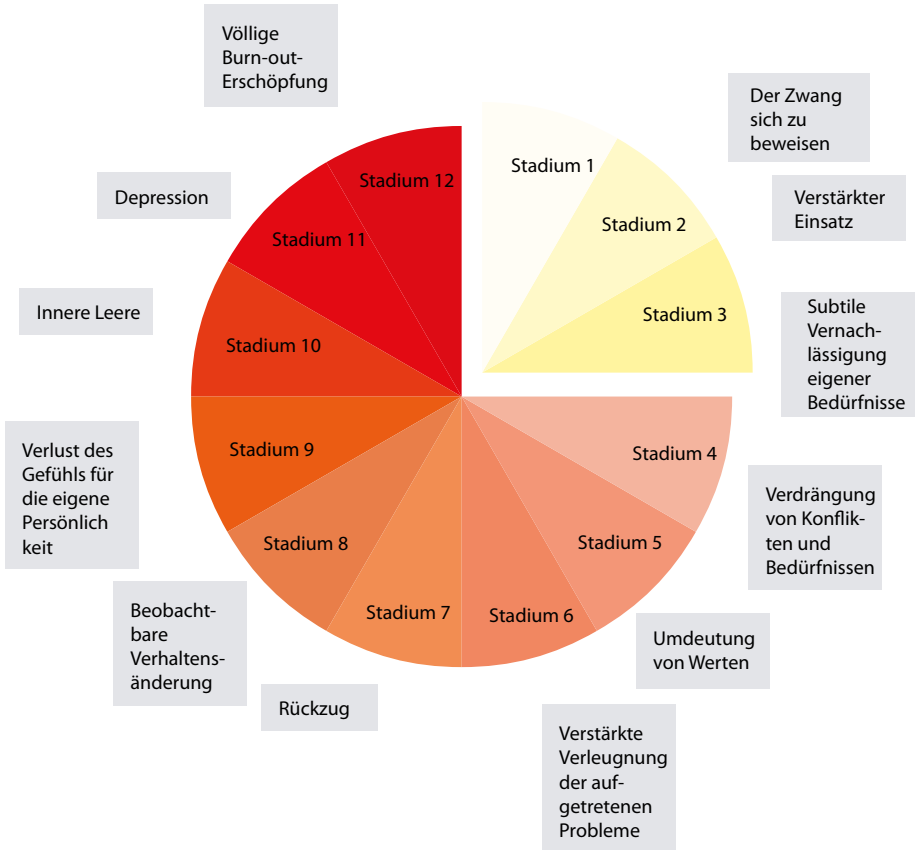 Völlige
Burn-out-
Erschöpfung
Der Zwang
sich zu
beweisen
Verstärkter
Einsatz
Subtile
Vernach-
lässigung
eigener
Bedürfnisse
Verdrängung
von Konflik-
ten und
Bedürfnissen
Umdeutung
von Werten
Verstärkte
Verleugnung
der auf-
getretenen
Probleme
Rückzug
Beobacht-
bare
Verhaltens-
änderung
Verlust des
Gefühls für
die eigene
Persönlich
keit
Innere Leere
Depression
Stadium 1
Stadium 2
Stadium 3
Stadium 4
Stadium 5
Stadium 6
Stadium 7
Stadium 8
Stadium 9
Stadium 10
Stadium 11
Stadium 12